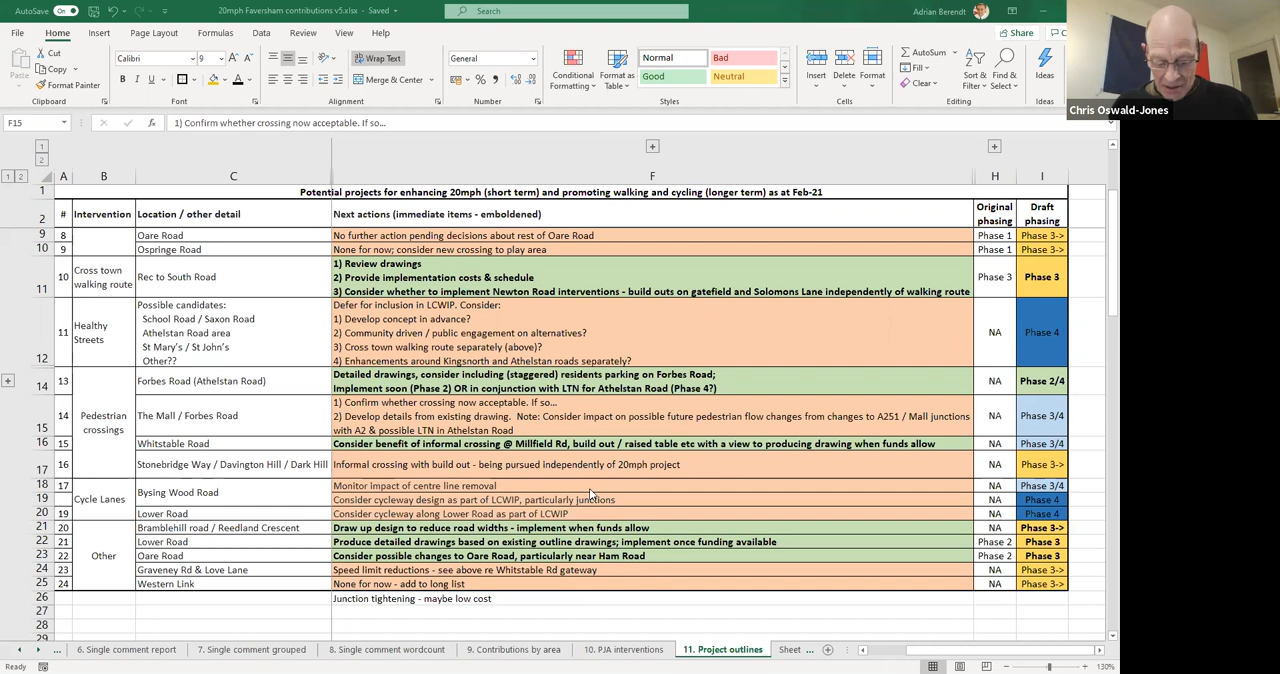 AutoSave On
20mph Faversham contributions v5.xlsx - Saved
Search
Adrian Berendt
File Home Insert Page Layout Formulas Data Review View Help
Share
Paste
Cut
Copy
Format Painter
Clipboard
Calibri 9
B I U
Font
Wrap Text
Merge & Center
Alignment
General
Number
Conditional Formatting
Format as Table
Normal Bad
Good Neutral
Styles
Insert Delete Format
Cells
AutoSum
Fill
Clear
Sort & Filter
Find & Select
Editing
Ideas
Ideas
Chris Oswald-Jones
F15
1) Confirm whether crossing now acceptable. If so...
1
2
1 2
A B C F H I
1 Potential projects for enhancing 20mph (short term) and promoting walking and cycling (longer term) as at Feb-21
2 # Intervention Location / other detail Next actions (immediate items - emboldened) Original phasing Draft phasing
9 8 Oare Road No further action pending decisions about rest of Oare Road Phase 1 Phase 3->
10 9 Ospringe Road None for now; consider new crossing to play area Phase 1 Phase 3->
11 10 Cross town walking route Rec to South Road
1) Review drawings
2) Provide implementation costs & schedule
3) Consider whether to implement Newton Road interventions - build outs on gatefield and Solomons Lane independently of walking route
Phase 3 Phase 3
12 11 Healthy Streets
Possible candidates:
School Road / Saxon Road
Athelstan Road area
St Mary's / St John's
Other??
Defer for inclusion in LCWIP. Consider:
1) Develop concept in advance?
2) Community driven / public engagement on alternatives?
3) Cross town walking route separately (above)?
4) Enhancements around Kingsnorth and Athelstan roads separately?
NA Phase 4
14 13 Forbes Road (Athelstan Road)
Detailed drawings, consider including (staggered) residents parking on Forbes Road;
Implement soon (Phase 2) OR in conjunction with LTN for Athelstan Road (Phase 4?)
NA Phase 2/4
15 14 Pedestrian crossings The Mall / Forbes Road
1) Confirm whether crossing now acceptable. If so...
2) Develop details from existing drawing. Note: Consider impact on possible future pedestrian flow changes from changes to A251 / Mall junctions
with A2 & possible LTN in Athelstan Road
NA Phase 3/4
16 15 Whitstable Road Consider benefit of informal crossing @ Millfield Rd, build out / raised table etc with a view to producing drawing when funds allow NA Phase 3/4
17 16 Stonebridge Way / Davington Hill / Dark Hill Informal crossing with build out - being pursued independently of 20mph project NA Phase 3->
18 17 Cycle Lanes Bysing Wood Road Monitor impact of centre line removal NA Phase 3/4
19 Consider cycleway design as part of LCWIP, particularly junctions NA Phase 4
20 19 Lower Road Consider cycleway along Lower Road as part of LCWIP NA Phase 4
21 20 Bramblehill road / Reedland Crescent Draw up design to reduce road widths - implement when funds allow NA Phase 3->
22 21 Lower Road Produce detailed drawings based on existing outline drawings; implement once funding available Phase 2 Phase 3
23 22 Other Oare Road Consider possible changes to Oare Road, particularly near Ham Road Phase 2 Phase 3
24 23 Graveney Rd & Love Lane Speed limit reductions - see above re Whitstable Rd gateway NA Phase 3->
25 24 Western Link None for now - add to long list NA Phase 3->
26 Junction tightening - maybe low cost
27
28
29
... 6. Single comment report 7. Single comment grouped 8. Single comment wordcount 9. Contributions by area 10. PJA interventions 11. Project outlines Sheet ...
Ready
130%